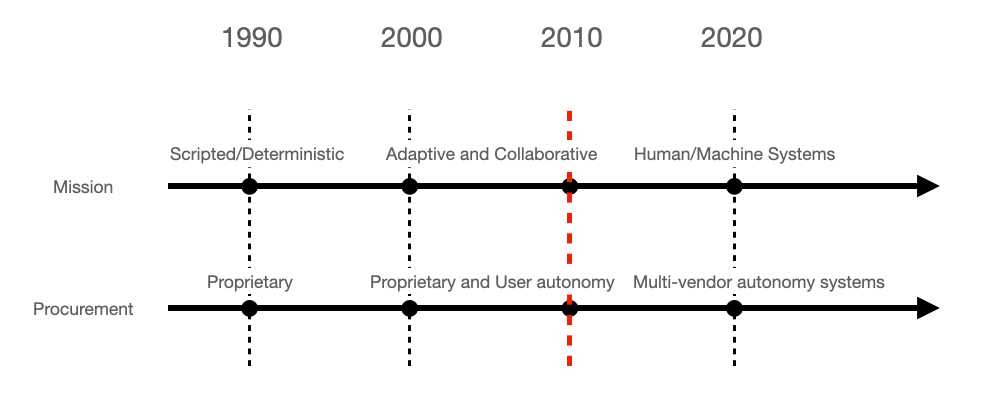 1990 2000 2010 2020
Scripted/Deterministic Adaptive and Collaborative Human/Machine Systems
Mission
Proprietary Proprietary and User autonomy Multi-vendor autonomy systems
Procurement